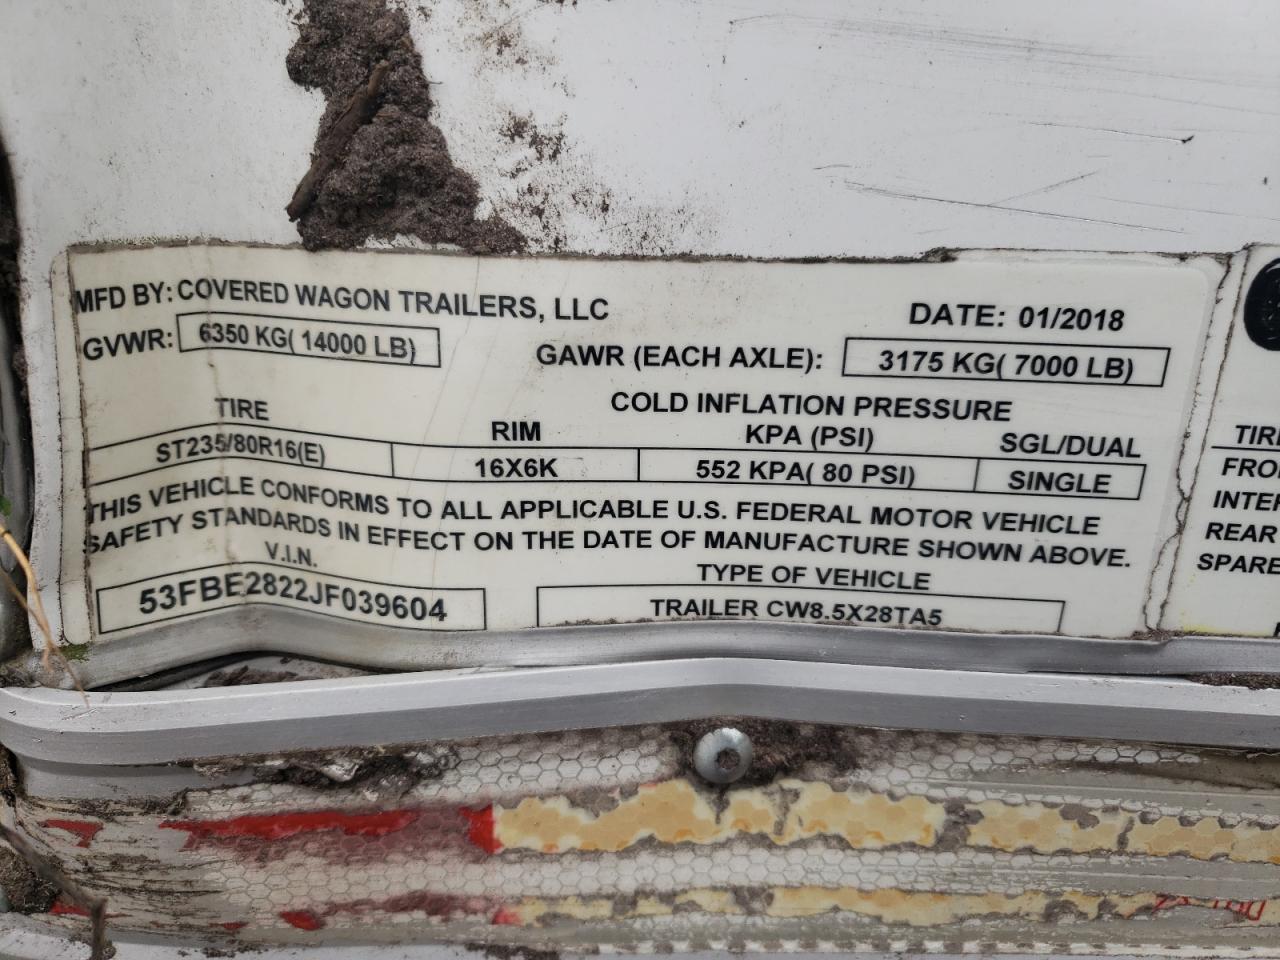 MFD BY: COVERED WAGON TRAILERS, LLC DATE: 01/2018
GVWR: 6350 KG( 14000 LB) GAWR (EACH AXLE): 3175 KG( 7000 LB)
COLD INFLATION PRESSURE
TIRE RIM KPA (PSI) SGL/DUAL
ST235/80R16(E) 16X6K 552 KPA( 80 PSI) SINGLE
THIS VEHICLE CONFORMS TO ALL APPLICABLE U.S. FEDERAL MOTOR VEHICLE
SAFETY STANDARDS IN EFFECT ON THE DATE OF MANUFACTURE SHOWN ABOVE.
V.I.N. TYPE OF VEHICLE
53FBE2822JF039604 TRAILER CW8.5X28TA5
TIR
FRO
INTER
REAR
SPARE